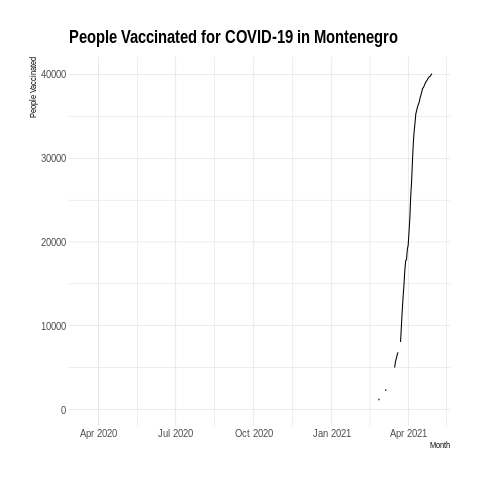 People Vaccinated for COVID-19 in Montenegro
People Vaccinated
40000
30000
20000
10000
0
Apr 2020 Jul 2020 Oct 2020 Jan 2021 Apr 2021
Month